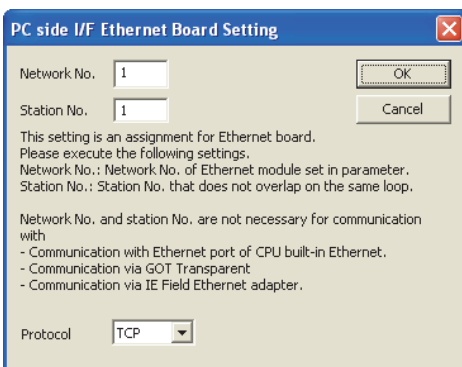 PC side I/F Ethernet Board Setting
Network No. 1 OK
Station No. 1 Cancel
This setting is an assignment for Ethernet board.
Please execute the following settings.
Network No.: Network No. of Ethernet module set in parameter.
Station No.: Station No. that does not overlap on the same loop.
Network No. and station No. are not necessary for communication
with
- Communication with Ethernet port of CPU built-in Ethernet.
- Communication via GOT Transparent
- Communication via IE Field Ethernet adapter.
Protocol TCP